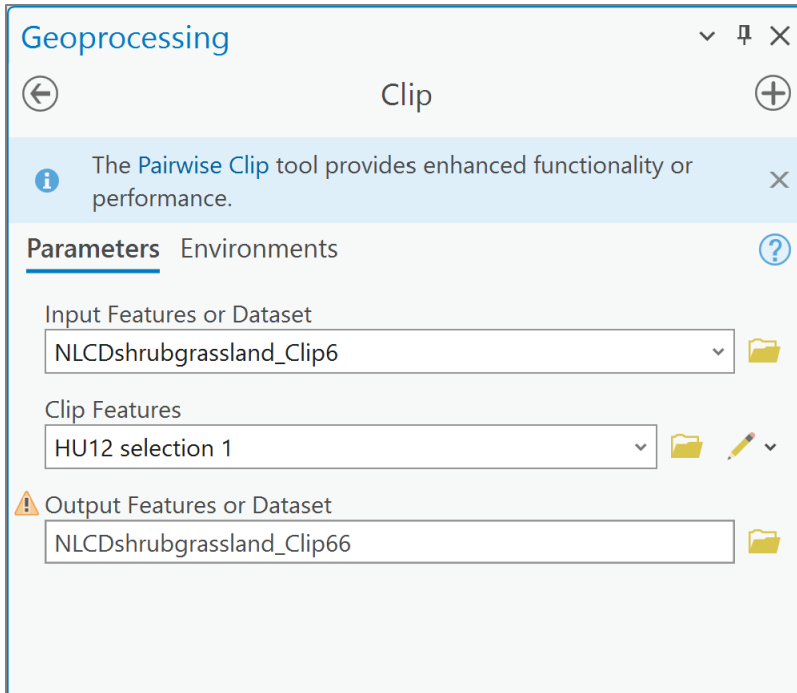 Geoprocessing
Clip
The Pairwise Clip tool provides enhanced functionality or
performance.
Parameters Environments
Input Features or Dataset
NLCDshrubgrassland_Clip6
Clip Features
HU12 selection 1
Output Features or Dataset
NLCDshrubgrassland_Clip66